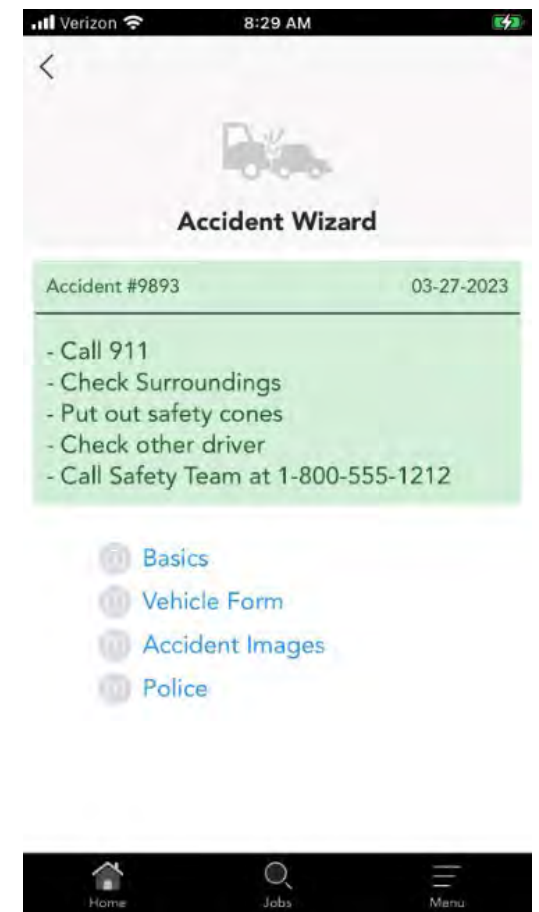 Verizon 8:29 AM
Accident Wizard
Accident #9893 03-27-2023
- Call 911
- Check Surroundings
- Put out safety cones
- Check other driver
- Call Safety Team at 1-800-555-1212
Basics
Vehicle Form
Accident Images
Police
Home Jobs Menu